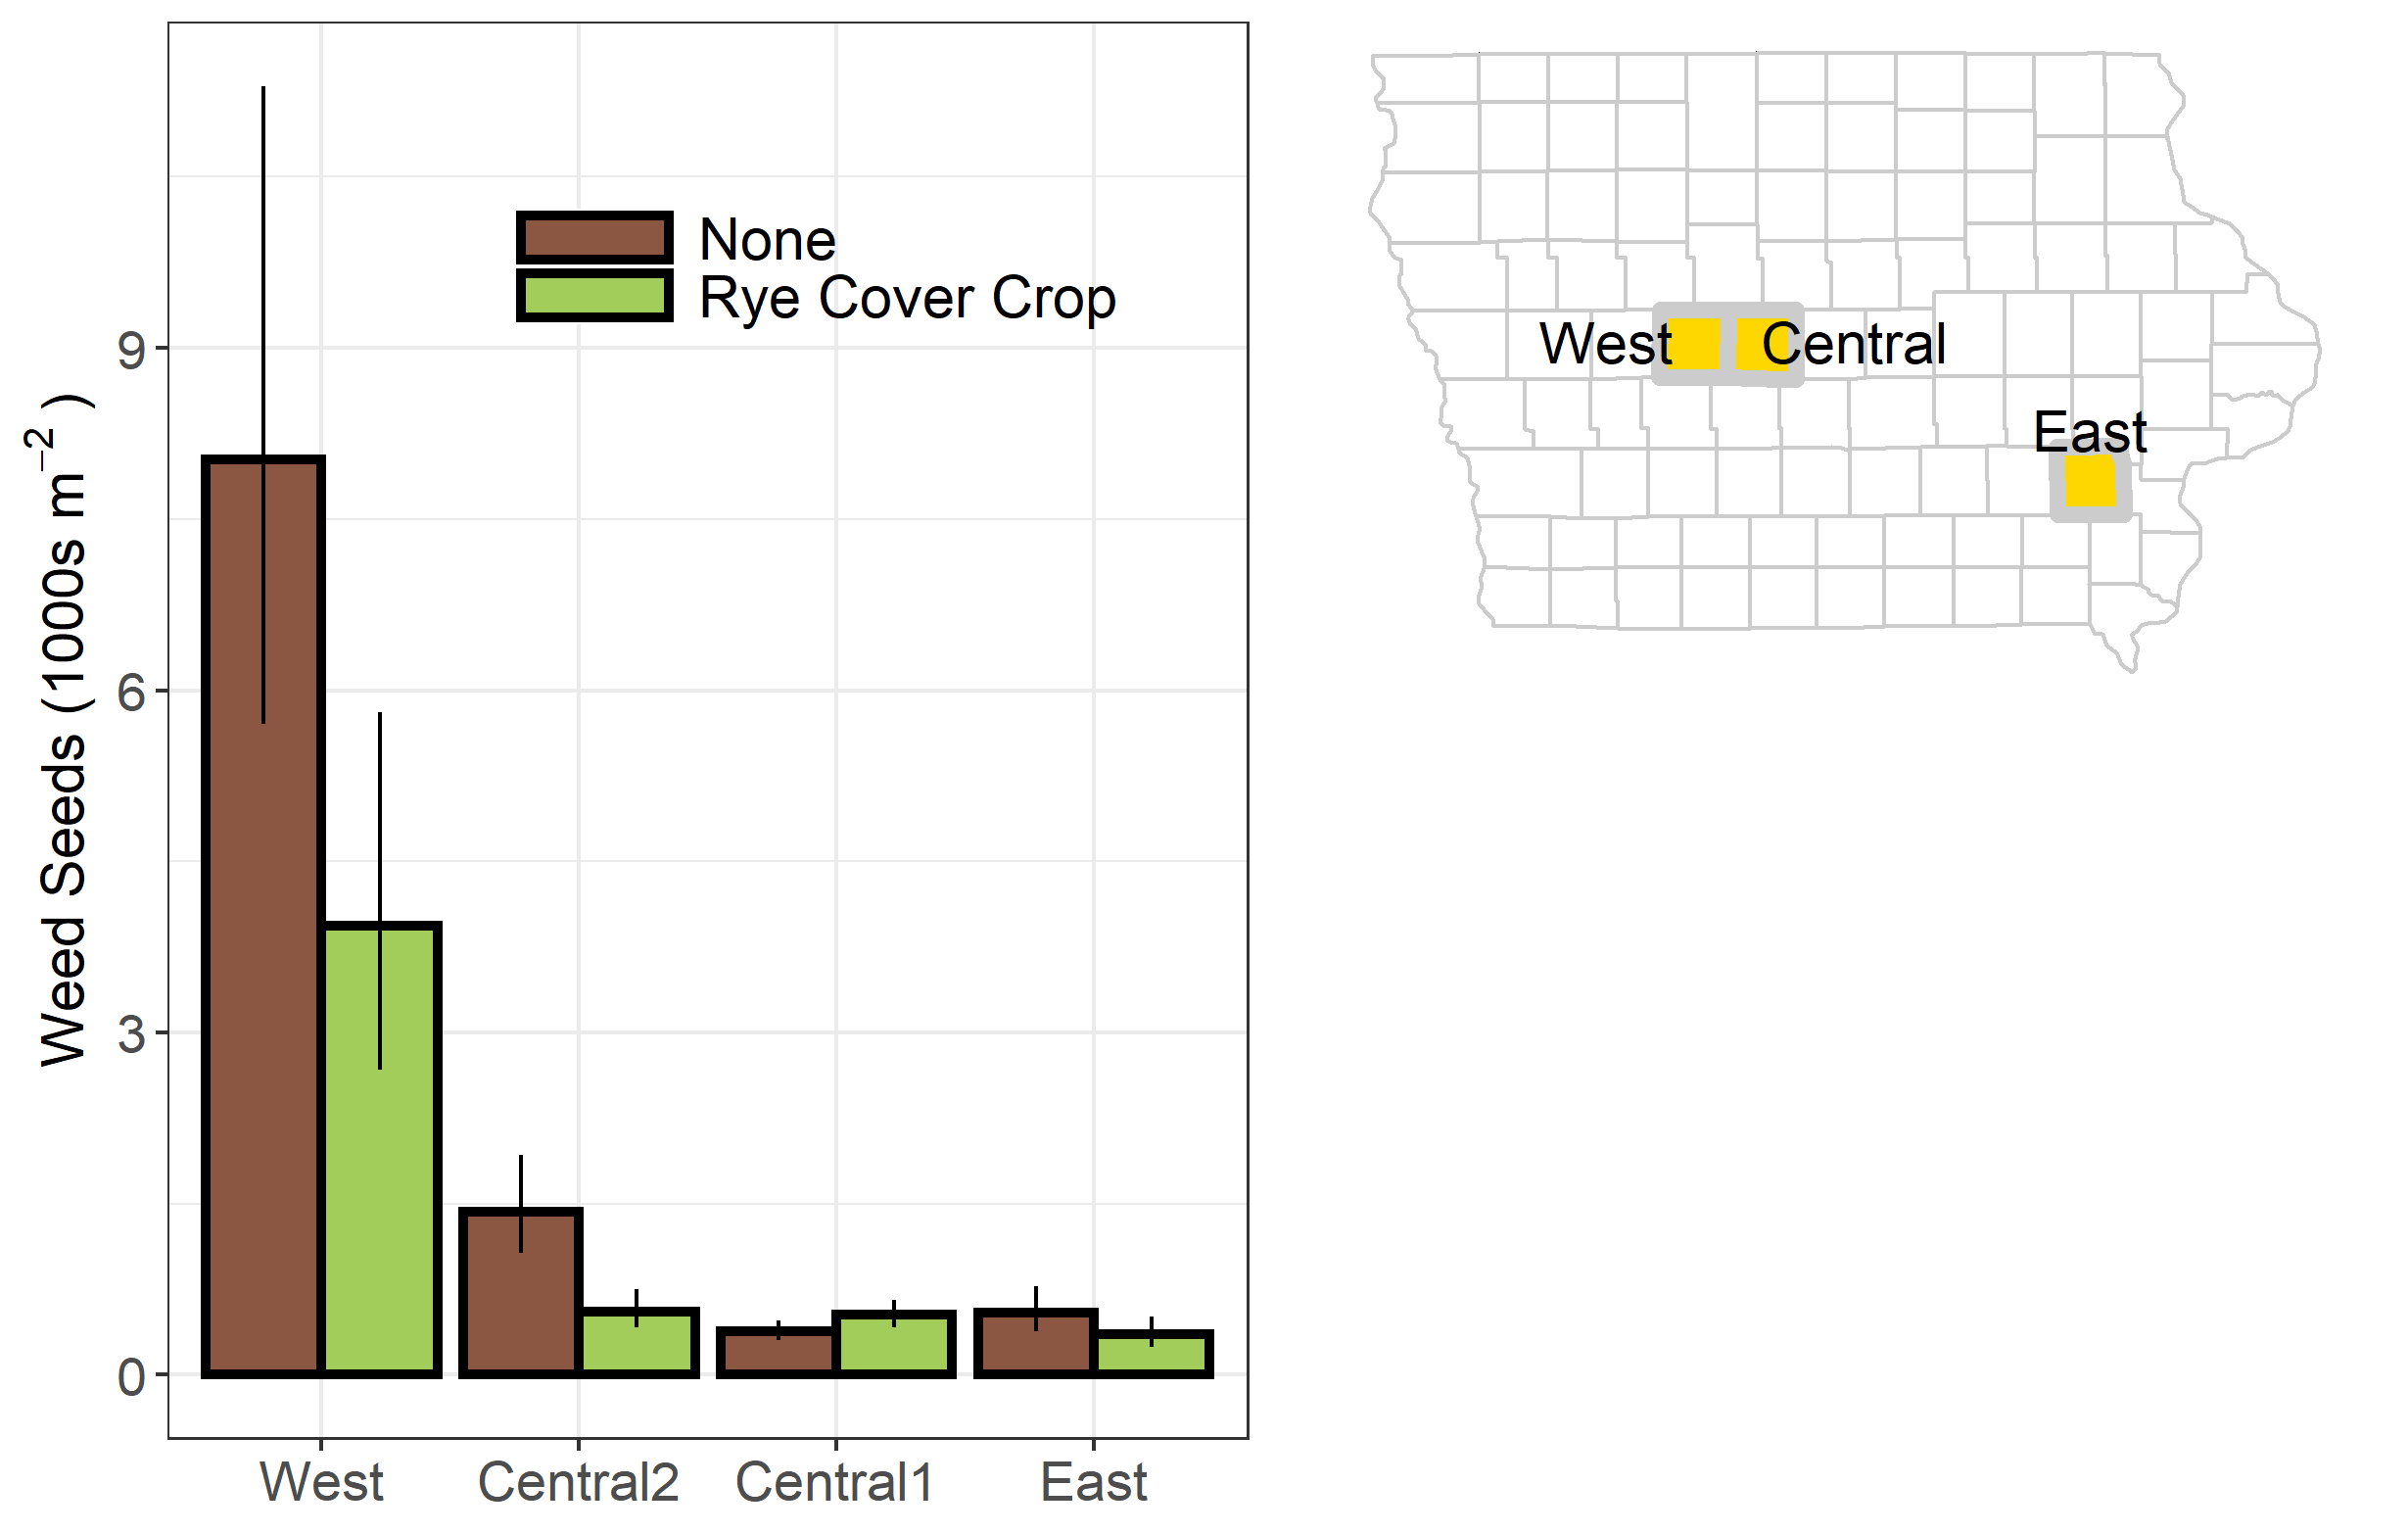 None
Rye Cover Crop
9
6
3
0
Weed Seeds (1000s m−2 )
West
Central2
Central1
East
West
Central
East